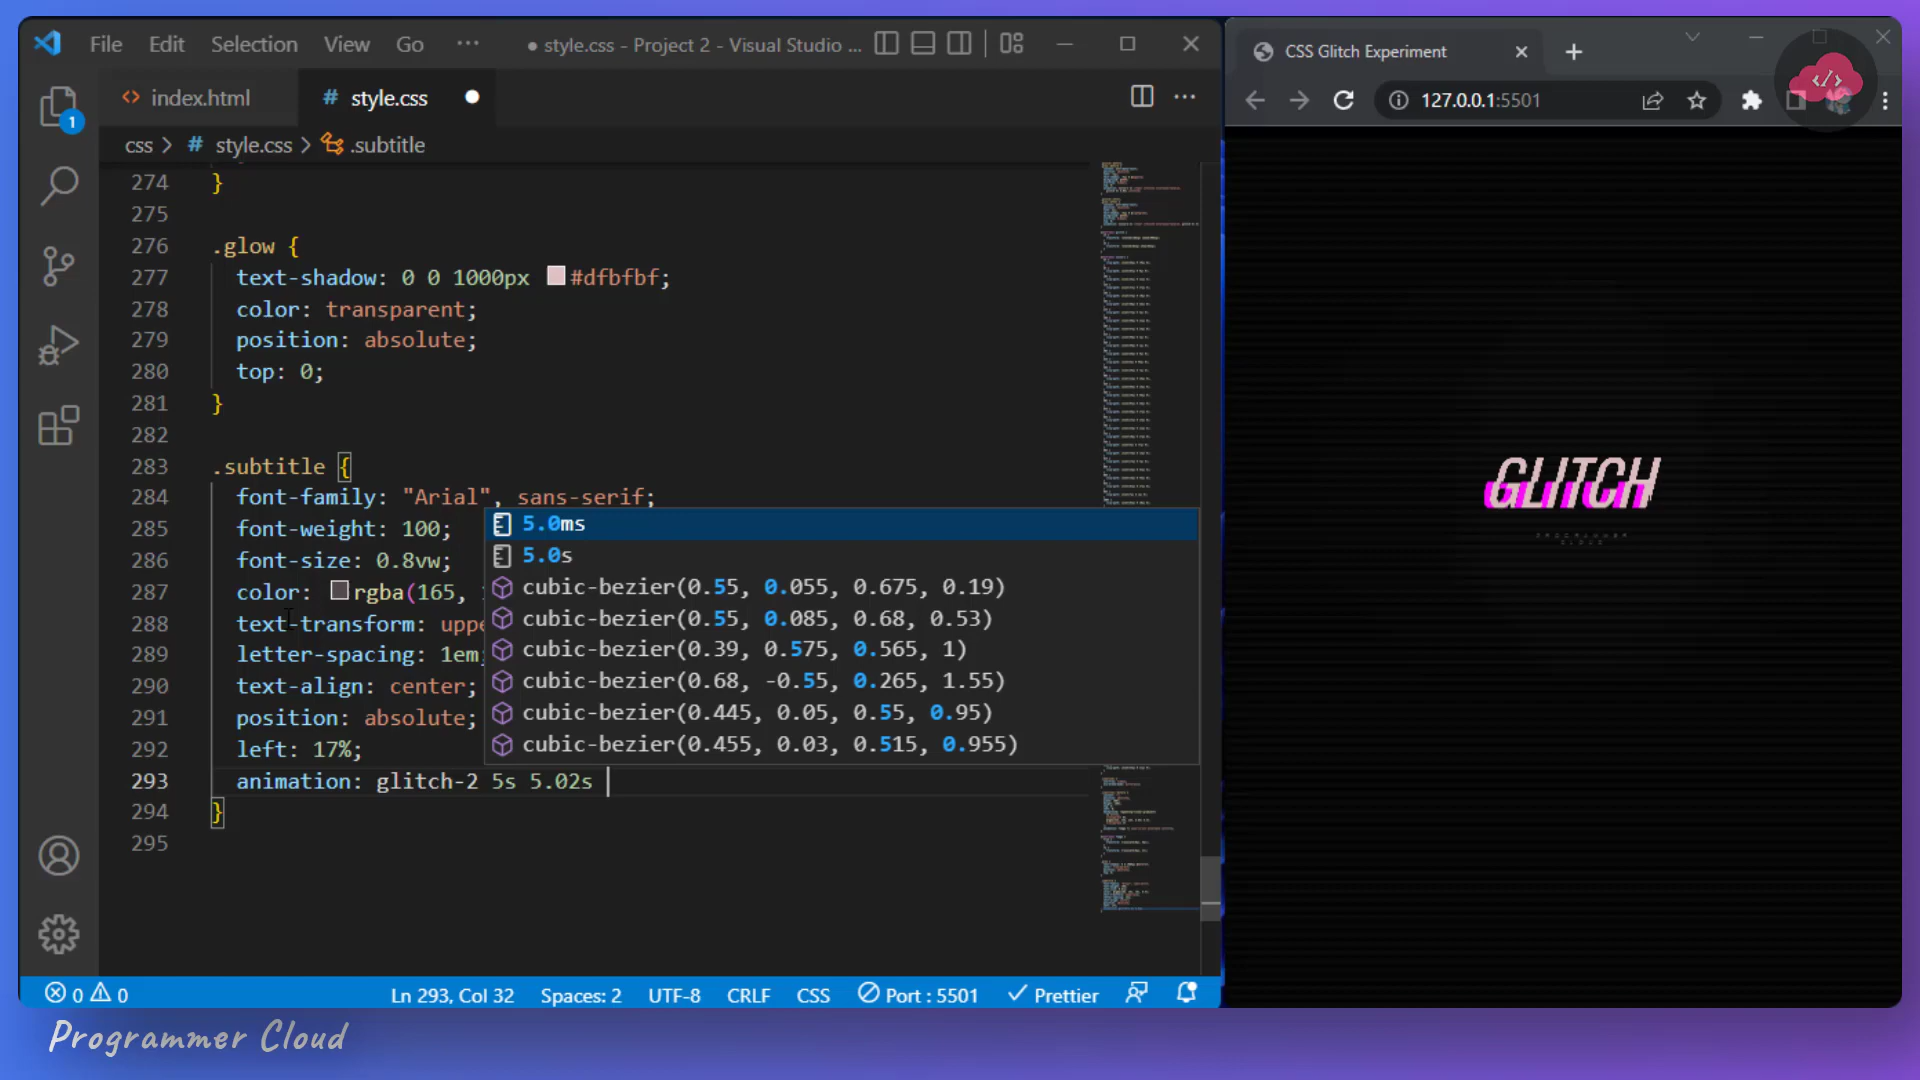 File Edit Selection View Go ··· ● style.css - Project 2 - Visual Studio ...
index.html # style.css
css > # style.css > .subtitle
274 }
275
276 .glow {
277 text-shadow: 0 0 1000px #dfbfbf;
278 color: transparent;
279 position: absolute;
280 top: 0;
281 }
282
283 .subtitle {
284 font-family: "Arial", sans-serif;
285 font-weight: 100;
286 font-size: 0.8vw;
287 color: rgba(165,
288 text-transform: uppe
289 letter-spacing: 1em;
290 text-align: center;
291 position: absolute;
292 left: 17%;
293 animation: glitch-2 5s 5.02s
294 }
295
5.0ms
5.0s
cubic-bezier(0.55, 0.055, 0.675, 0.19)
cubic-bezier(0.55, 0.085, 0.68, 0.53)
cubic-bezier(0.39, 0.575, 0.565, 1)
cubic-bezier(0.68, -0.55, 0.265, 1.55)
cubic-bezier(0.445, 0.05, 0.55, 0.95)
cubic-bezier(0.455, 0.03, 0.515, 0.955)
1
0 0 Ln 293, Col 32 Spaces: 2 UTF-8 CRLF CSS Port : 5501 Prettier
CSS Glitch Experiment
127.0.0.1:5501
GLITCH
PROGRAMMER
CLOUD
Programmer Cloud